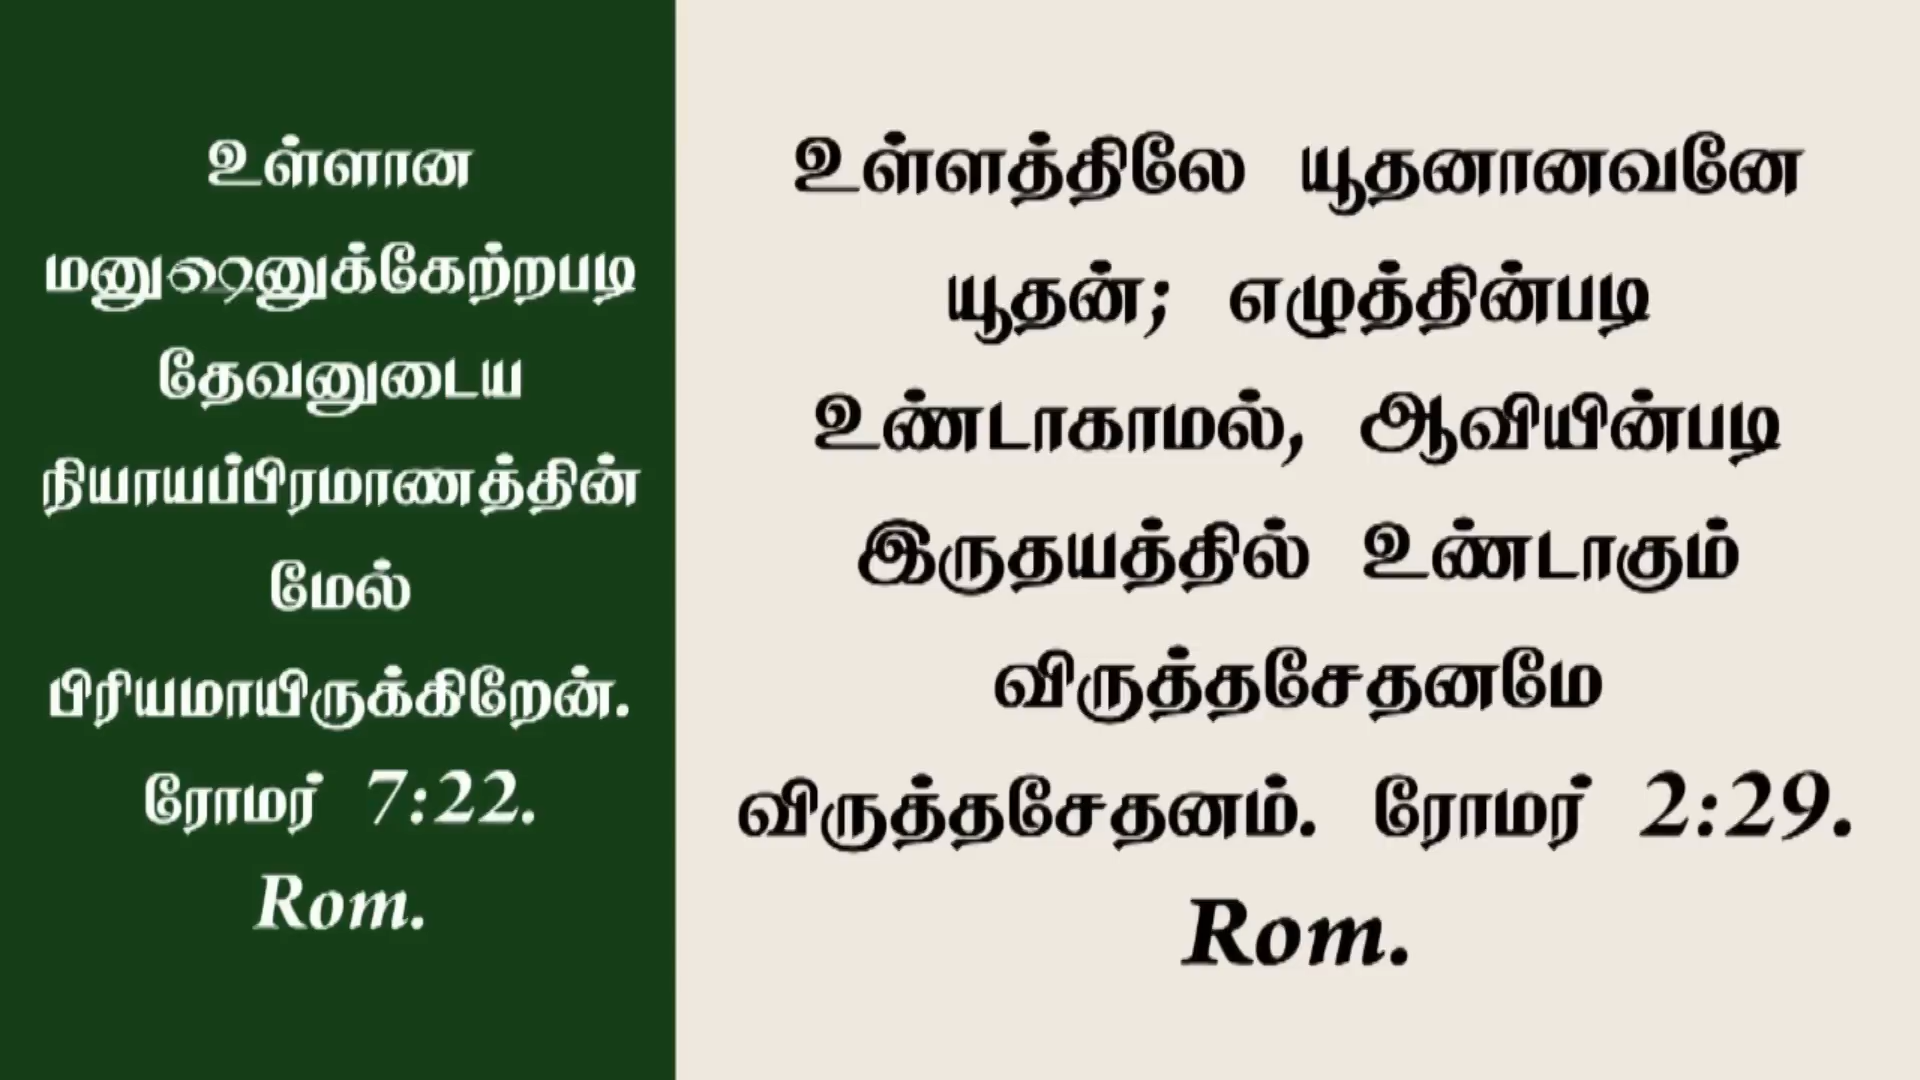 உள்ளான
மனுஷனுக்கேற்றபடி
தேவனுடைய
நியாயப்பிரமாணத்தின்
மேல்
பிரியமாயிருக்கிறேன்.
ரோமர் 7:22.
Rom.
உள்ளத்திலே யூதனானவனே
யூதன்; எழுத்தின்படி
உண்டாகாமல், ஆவியின்படி
இருதயத்தில் உண்டாகும்
விருத்தசேதனமே
விருத்தசேதனம். ரோமர் 2:29.
Rom.